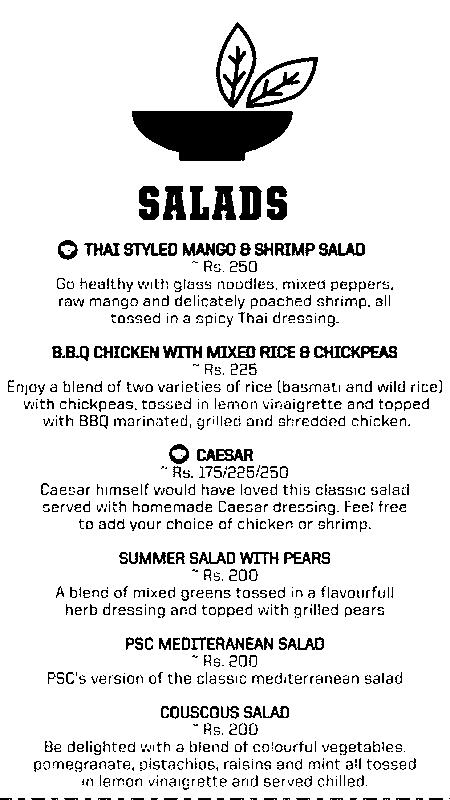 SALADS
THAI STYLED MANGO & SHRIMP SALAD
~ Rs. 250
Go healthy with glass noodles, mixed peppers,
raw mango and delicately poached shrimp, all
tossed in a spicy Thai dressing.
B.B.Q CHICKEN WITH MIXED RICE & CHICKPEAS
~ Rs. 225
Enjoy a blend of two varieties of rice (basmati and wild rice)
with chickpeas, tossed in lemon vinaigrette and topped
with BBQ marinated, grilled and shredded chicken.
CAESAR
~ Rs. 175/225/250
Caesar himself would have loved this classic salad
served with homemade Caesar dressing. Feel free
to add your choice of chicken or shrimp.
SUMMER SALAD WITH PEARS
~ Rs. 200
A blend of mixed greens tossed in a flavourfull
herb dressing and topped with grilled pears
PSC MEDITERANEAN SALAD
~ Rs. 200
PSC's version of the classic mediterranean salad
COUSCOUS SALAD
~ Rs. 200
Be delighted with a blend of colourful vegetables,
pomegranate, pistachios, raisins and mint all tossed
in lemon vinaigrette and served chilled.